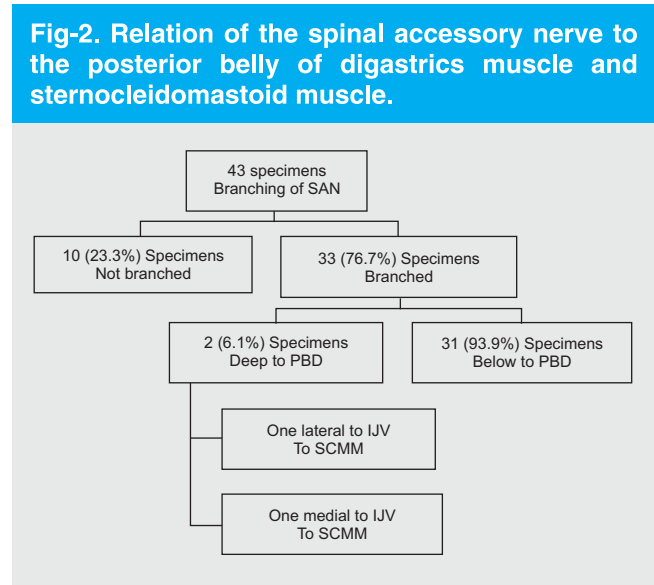 Fig-2. Relation of the spinal accessory nerve to
the posterior belly of digastrics muscle and
sternocleidomastoid muscle.
43 specimens
Branching of SAN
10 (23.3%) Specimens
Not branched
33 (76.7%) Specimens
Branched
2 (6.1%) Specimens
Deep to PBD
31 (93.9%) Specimens
Below to PBD
One lateral to IJV
To SCMM
One medial to IJV
To SCMM